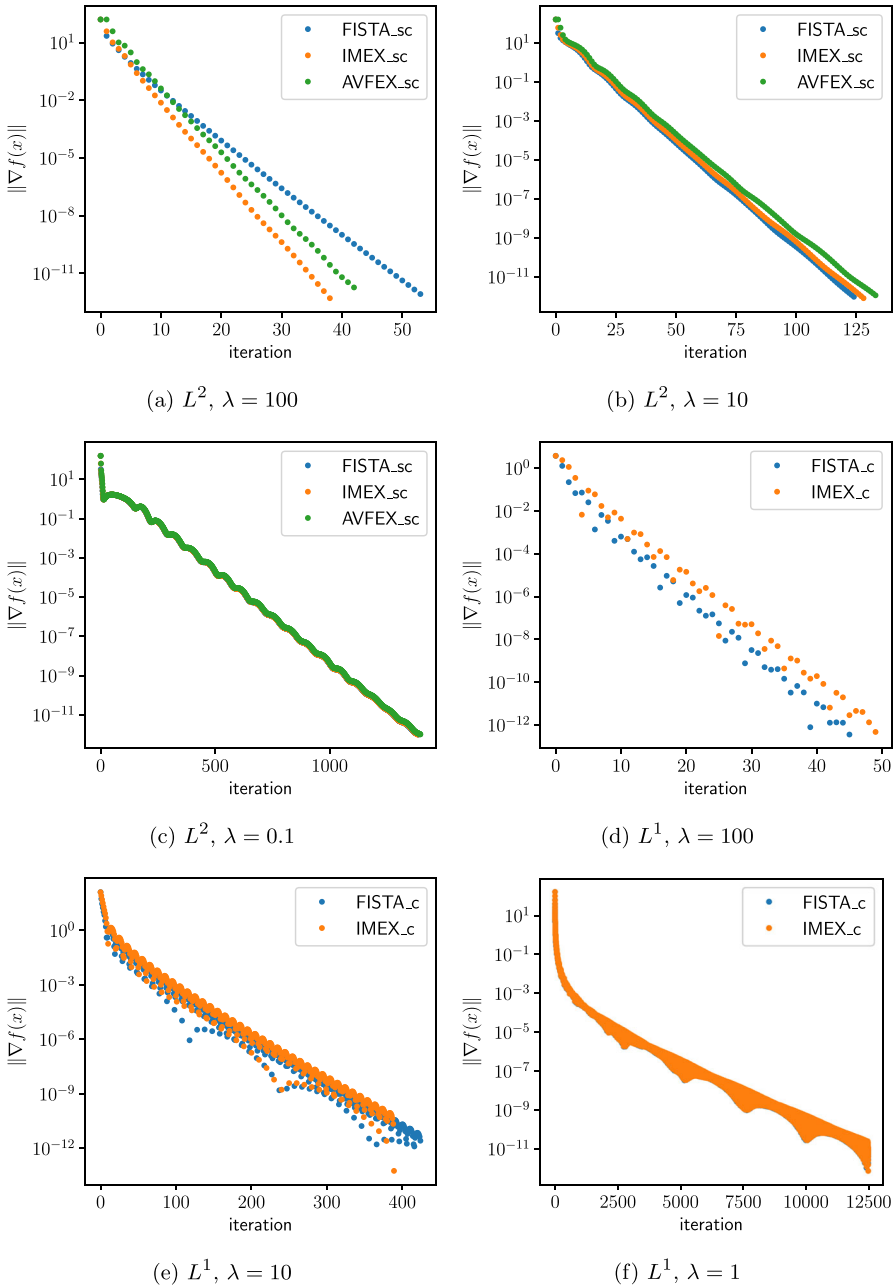 10^1
10^{-2}
10^{-5}
10^{-8}
10^{-11}
‖∇f(x)‖
0 10 20 30 40 50
iteration
FISTA_sc
IMEX_sc
AVFEX_sc
(a) L^2, λ = 100
10^1
10^{-1}
10^{-3}
10^{-5}
10^{-7}
10^{-9}
10^{-11}
‖∇f(x)‖
0 25 50 75 100 125
iteration
FISTA_sc
IMEX_sc
AVFEX_sc
(b) L^2, λ = 10
10^1
10^{-1}
10^{-3}
10^{-5}
10^{-7}
10^{-9}
10^{-11}
‖∇f(x)‖
0 500 1000
iteration
FISTA_sc
IMEX_sc
AVFEX_sc
(c) L^2, λ = 0.1
10^0
10^{-2}
10^{-4}
10^{-6}
10^{-8}
10^{-10}
10^{-12}
‖∇f(x)‖
0 10 20 30 40 50
iteration
FISTA_c
IMEX_c
(d) L^1, λ = 100
10^0
10^{-3}
10^{-6}
10^{-9}
10^{-12}
‖∇f(x)‖
0 100 200 300 400
iteration
FISTA_c
IMEX_c
(e) L^1, λ = 10
10^1
10^{-1}
10^{-3}
10^{-5}
10^{-7}
10^{-9}
10^{-11}
‖∇f(x)‖
0 2500 5000 7500 10000 12500
iteration
FISTA_c
IMEX_c
(f) L^1, λ = 1